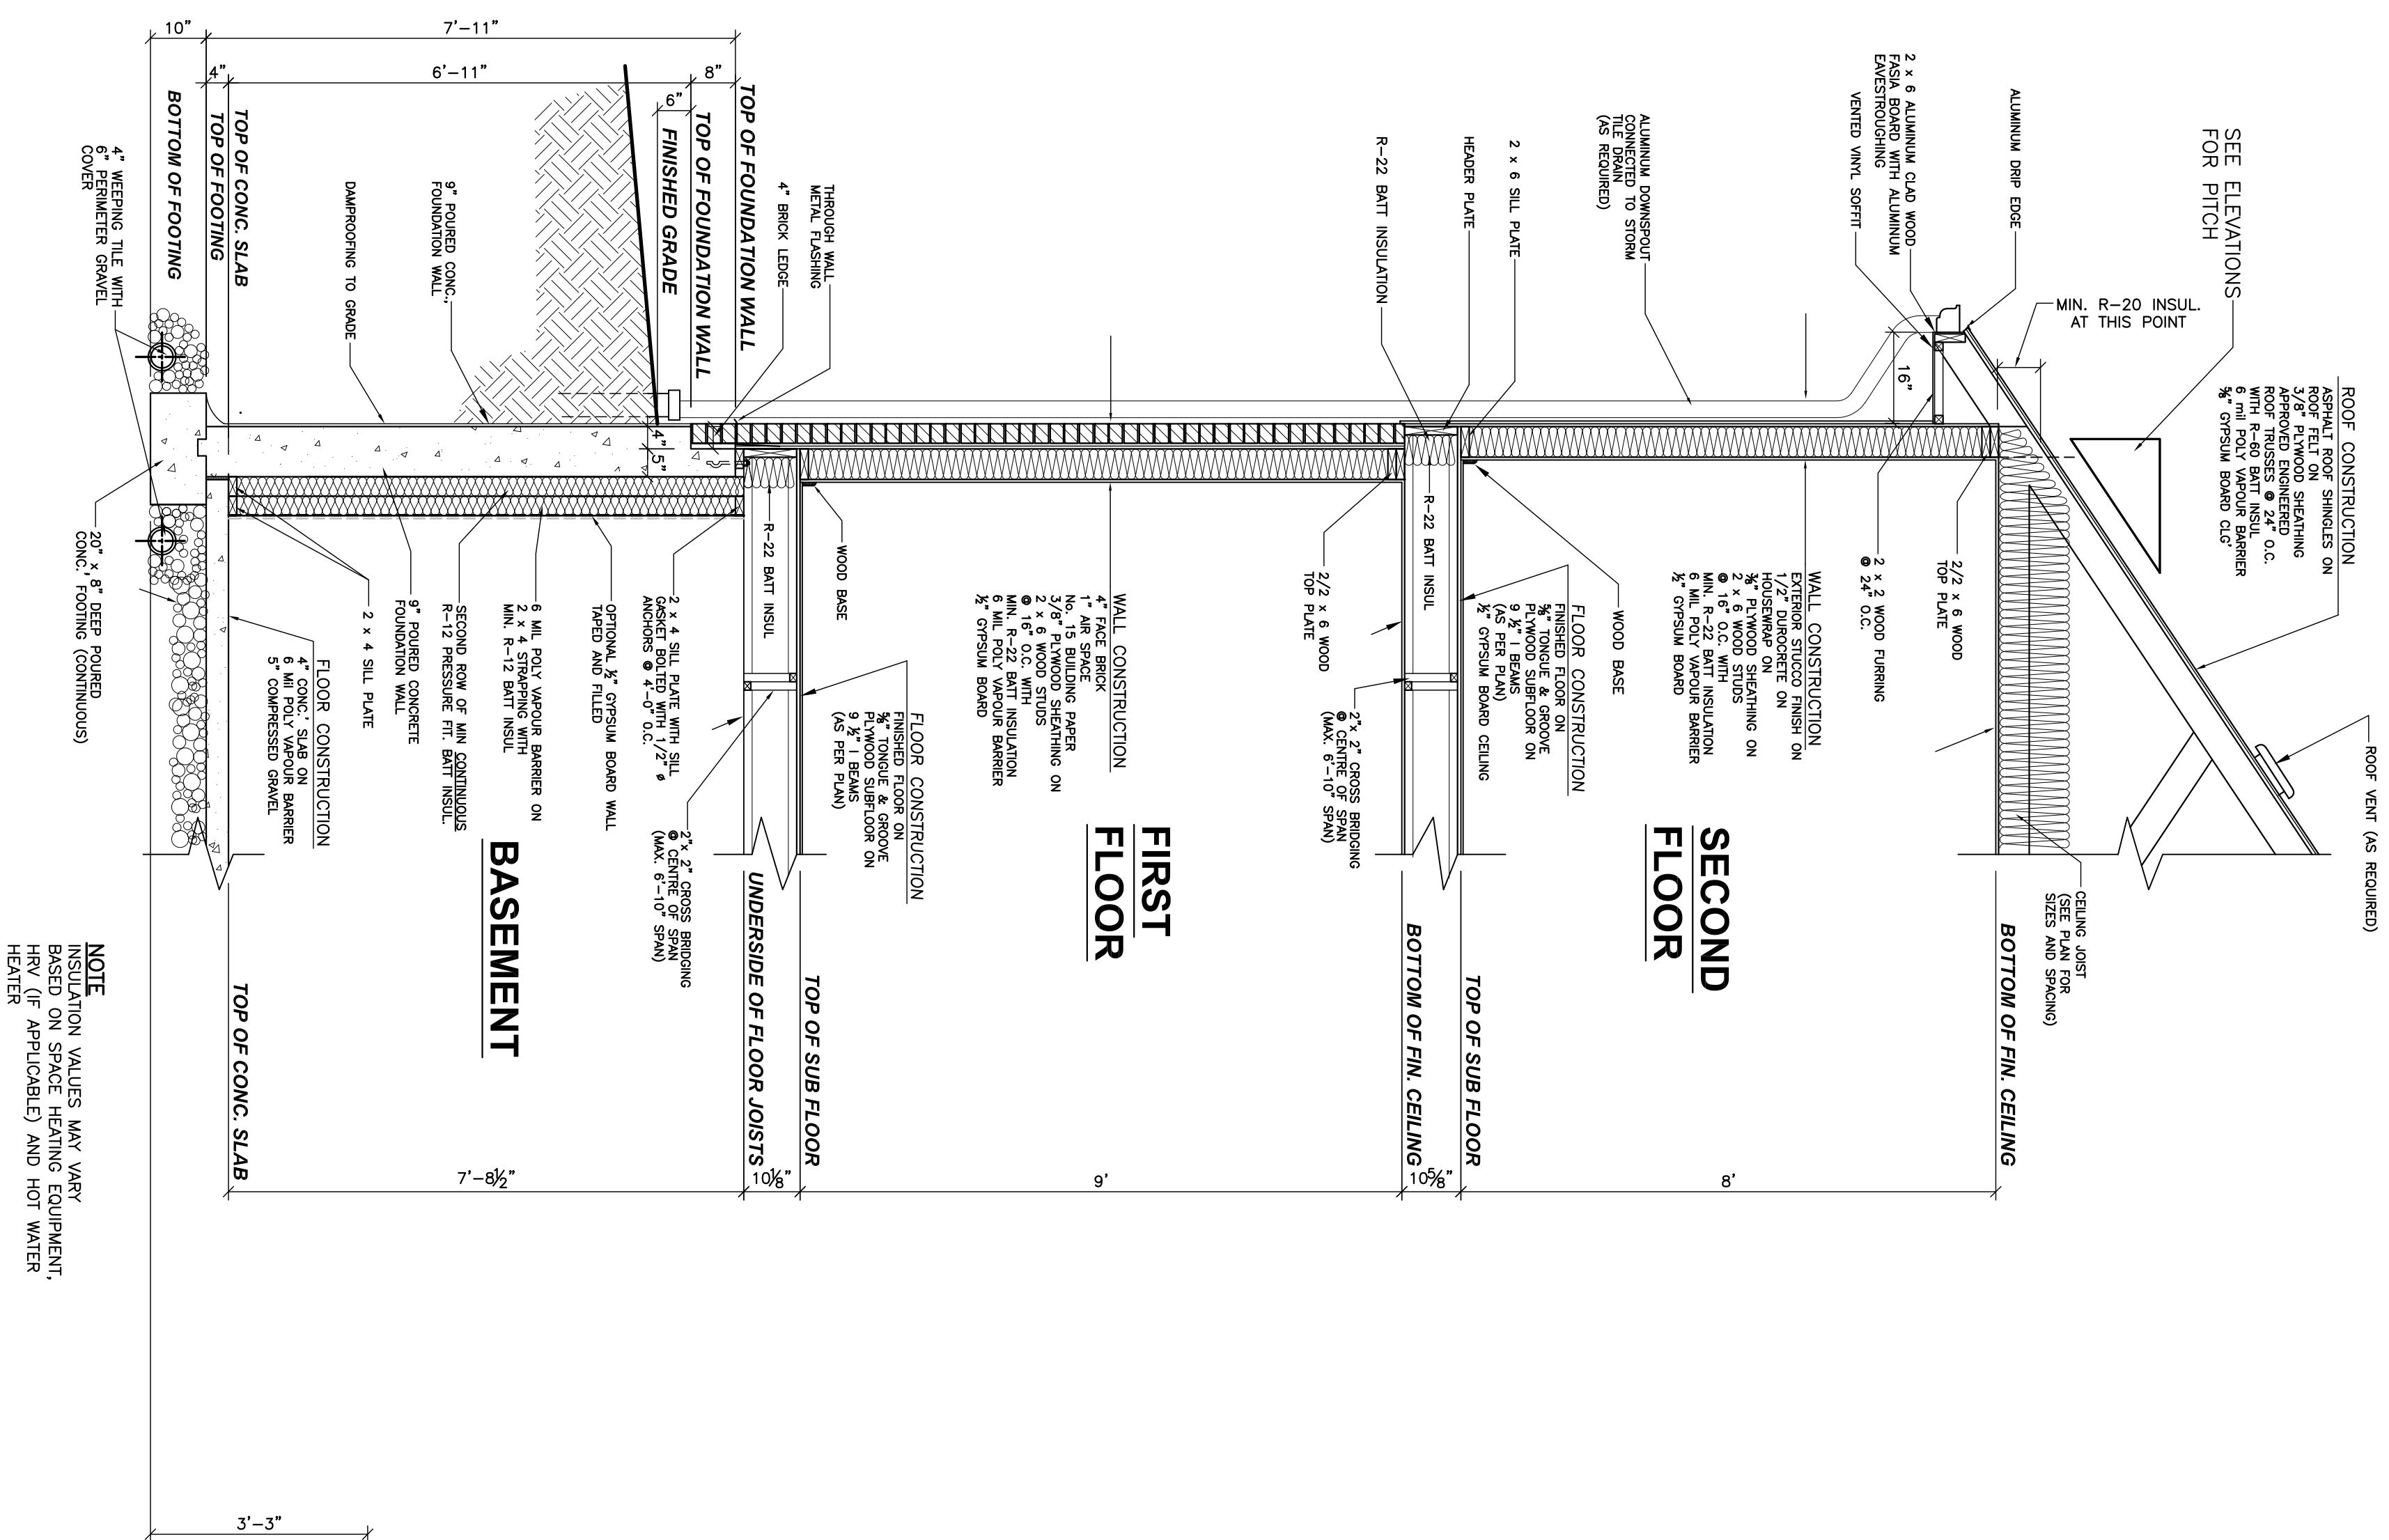 ROOF VENT (AS REQUIRED)
ROOF CONSTRUCTION
ASPHALT ROOF SHINGLES ON
ROOF FELT ON
3/8" PLYWOOD SHEATHING
APPROVED ENGINEERED
ROOF TRUSSES @ 24" O.C.
WITH R-60 BATT INSUL
6 mil POLY VAPOUR BARRIER
⅝" GYPSUM BOARD CLG'
SEE ELEVATIONS
FOR PITCH
MIN. R-20 INSUL.
AT THIS POINT
ALUMINUM DRIP EDGE
2 x 6 ALUMINUM CLAD WOOD
FASIA BOARD WITH ALUMINUM
EAVESTROUGHING
VENTED VINYL SOFFIT
16"
CEILING JOIST
(SEE PLAN FOR
SIZES AND SPACING)
BOTTOM OF FIN. CEILING
2/2 x 6 WOOD
TOP PLATE
2 x 2 WOOD FURRING
@ 24" O.C.
WALL CONSTRUCTION
EXTERIOR STUCCO FINISH ON
1/2" DUROCRETE ON
HOUSEWRAP ON
⅜" PLYWOOD SHEATHING ON
2 x 6 WOOD STUDS
@ 16" O.C. WITH
MIN. R-22 BATT INSULATION
6 MIL POLY VAPOUR BARRIER
½" GYPSUM BOARD
SECOND
FLOOR
8'
ALUMINUM DOWNSPOUT
CONNECTED TO STORM
TILE DRAIN
(AS REQUIRED)
WOOD BASE
2 x 6 SILL PLATE
HEADER PLATE
R-22 BATT INSULATION
FLOOR CONSTRUCTION
FINISHED FLOOR ON
⅝" TONGUE & GROOVE
PLYWOOD SUBFLOOR ON
9 ½" I BEAMS
(AS PER PLAN)
½" GYPSUM BOARD CEILING
TOP OF SUB FLOOR
R-22 BATT INSUL
10⅝"
BOTTOM OF FIN. CEILING
2"x 2" CROSS BRIDGING
@ CENTRE OF SPAN
(MAX. 6'-10" SPAN)
2/2 x 6 WOOD
TOP PLATE
FIRST
FLOOR
9'
WALL CONSTRUCTION
4" FACE BRICK
1" AIR SPACE
No. 15 BUILDING PAPER
3/8" PLYWOOD SHEATHING ON
2 x 6 WOOD STUDS
@ 16" O.C. WITH
MIN. R-22 BATT INSULATION
6 MIL POLY VAPOUR BARRIER
½" GYPSUM BOARD
FLOOR CONSTRUCTION
FINISHED FLOOR ON
⅝" TONGUE & GROOVE
PLYWOOD SUBFLOOR ON
9 ½" I BEAMS
(AS PER PLAN)
WOOD BASE
THROUGH WALL
METAL FLASHING
4" BRICK LEDGE
TOP OF SUB FLOOR
R-22 BATT INSUL
10⅛"
UNDERSIDE OF FLOOR JOISTS
2"x 2" CROSS BRIDGING
@ CENTRE OF SPAN
(MAX. 6'-10" SPAN)
TOP OF FOUNDATION WALL
8"
TOP OF FOUNDATION WALL
6"
FINISHED GRADE
4"
5"
2 x 4 SILL PLATE WITH SILL
GASKET BOLTED WITH 1/2" ø
ANCHORS @ 4'-0" O.C.
OPTIONAL ½" GYPSUM BOARD WALL
TAPED AND FILLED
BASEMENT
7'-8½"
6 MIL POLY VAPOUR BARRIER ON
2 x 4 STRAPPING WITH
MIN. R-12 BATT INSUL
SECOND ROW OF MIN CONTINUOUS
R-12 PRESSURE FIT. BATT INSUL.
9" POURED CONCRETE
FOUNDATION WALL
2 x 4 SILL PLATE
9" POURED CONC.,
FOUNDATION WALL
DAMPROOFING TO GRADE
7'-11"
6'-11"
FLOOR CONSTRUCTION
4" CONC.' SLAB ON
6 Mil POLY VAPOUR BARRIER
5" COMPRESSED GRAVEL
TOP OF CONC. SLAB
TOP OF CONC. SLAB
4"
TOP OF FOOTING
10"
BOTTOM OF FOOTING
4" WEEPING TILE WITH
6" PERIMETER GRAVEL
COVER
20" x 8" DEEP POURED
CONC.' FOOTING (CONTINUOUS)
3'-3"
NOTE
INSULATION VALUES MAY VARY
BASED ON SPACE HEATING EQUIPMENT,
HRV (IF APPLICABLE) AND HOT WATER
HEATER